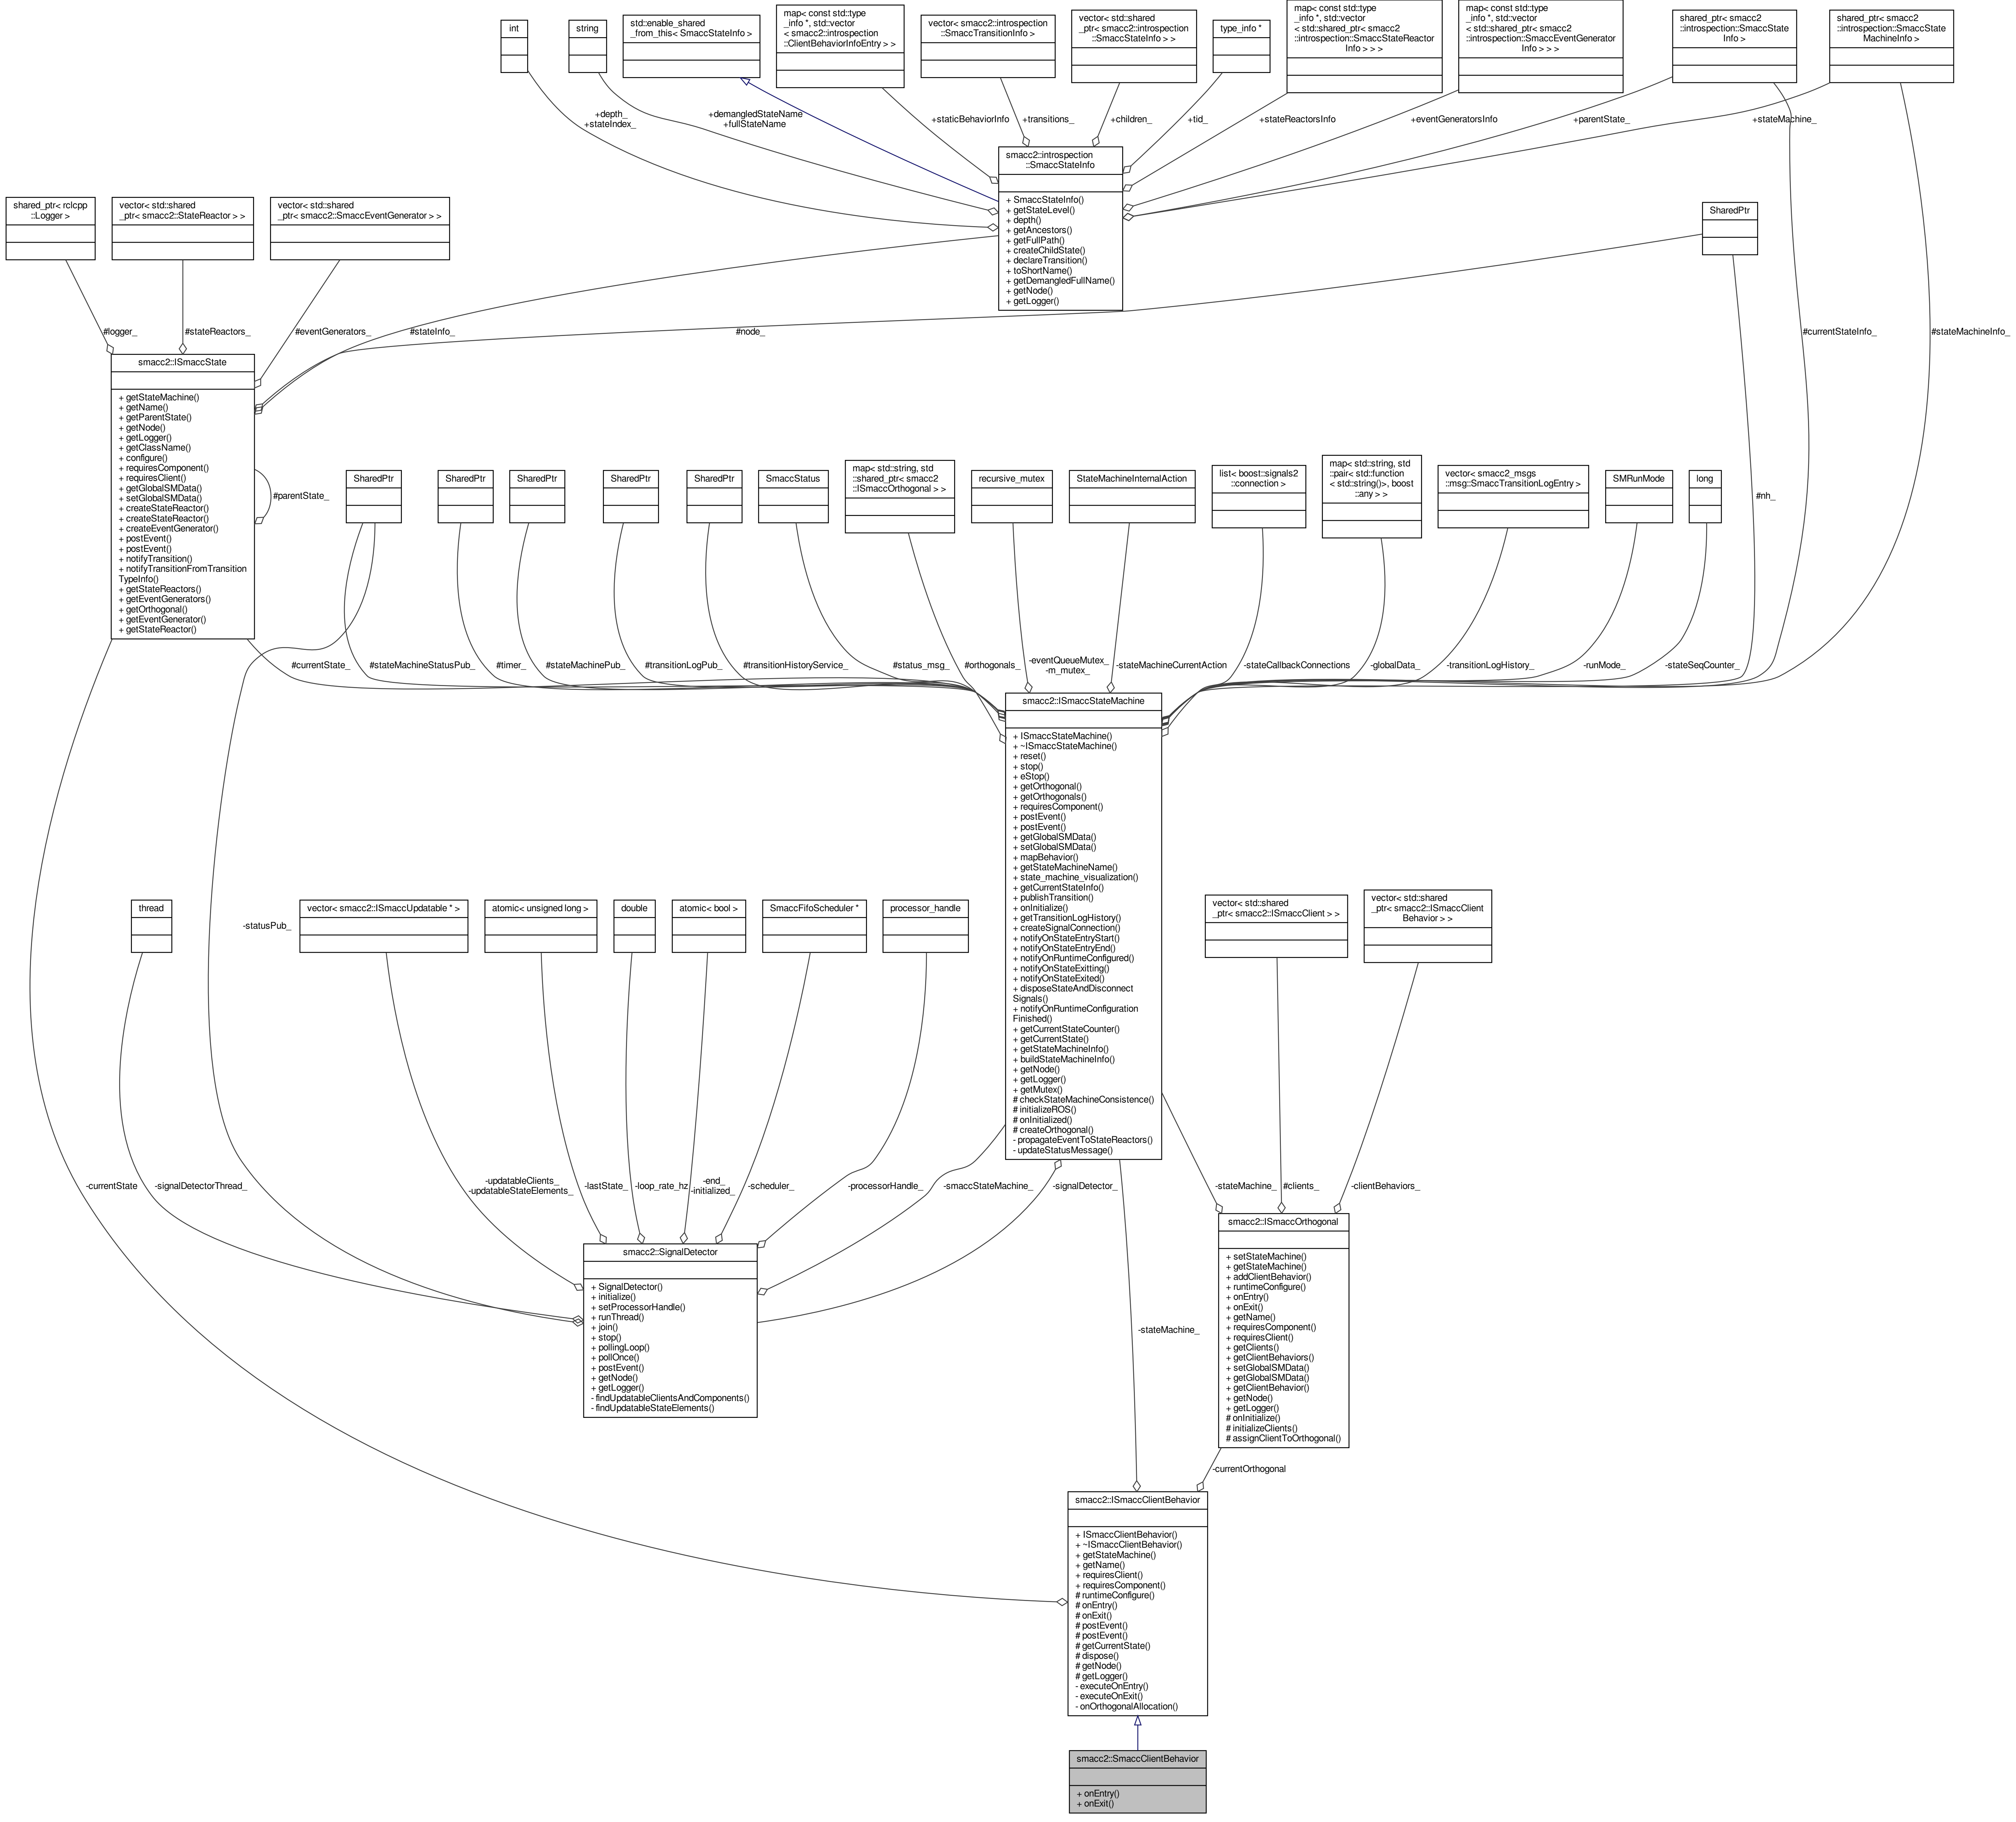 int
string
std::enable_shared
_from_this< SmaccStateInfo >
map< const std::type
_info *, std::vector
< smacc2::introspection
::ClientBehaviorInfoEntry > >
vector< smacc2::introspection
::SmaccTransitionInfo >
vector< std::shared
_ptr< smacc2::introspection
::SmaccStateInfo > >
type_info *
map< const std::type
_info *, std::vector
< std::shared_ptr< smacc2
::introspection::SmaccStateReactor
Info > > >
map< const std::type
_info *, std::vector
< std::shared_ptr< smacc2
::introspection::SmaccEventGenerator
Info > > >
shared_ptr< smacc2
::introspection::SmaccState
Info >
shared_ptr< smacc2
::introspection::SmaccState
MachineInfo >
+depth_
+stateIndex_
+demangledStateName
+fullStateName
+staticBehaviorInfo
+transitions_
+children_
+tid_
+stateReactorsInfo
+eventGeneratorsInfo
+parentState_
+stateMachine_
smacc2::introspection
::SmaccStateInfo
+ SmaccStateInfo()
+ getStateLevel()
+ depth()
+ getAncestors()
+ getFullPath()
+ createChildState()
+ declareTransition()
+ toShortName()
+ getDemangledFullName()
+ getNode()
+ getLogger()
shared_ptr< rclcpp
::Logger >
vector< std::shared
_ptr< smacc2::StateReactor > >
vector< std::shared
_ptr< smacc2::SmaccEventGenerator > >
SharedPtr
#logger_
#stateReactors_
#eventGenerators_
#stateInfo_
#node_
#currentStateInfo_
#stateMachineInfo_
smacc2::ISmaccState
+ getStateMachine()
+ getName()
+ getParentState()
+ getNode()
+ getLogger()
+ getClassName()
+ configure()
+ requiresComponent()
+ requiresClient()
+ getGlobalSMData()
+ setGlobalSMData()
+ createStateReactor()
+ createStateReactor()
+ createEventGenerator()
+ postEvent()
+ postEvent()
+ notifyTransition()
+ notifyTransitionFromTransition
TypeInfo()
+ getStateReactors()
+ getEventGenerators()
+ getOrthogonal()
+ getEventGenerator()
+ getStateReactor()
#parentState_
SharedPtr
SharedPtr
SharedPtr
SharedPtr
SharedPtr
SmaccStatus
map< std::string, std
::shared_ptr< smacc2
::ISmaccOrthogonal > >
recursive_mutex
StateMachineInternalAction
list< boost::signals2
::connection >
map< std::string, std
::pair< std::function
< std::string()>, boost
::any > >
vector< smacc2_msgs
::msg::SmaccTransitionLogEntry >
SMRunMode
long
#nh_
#currentState_
#stateMachineStatusPub_
#timer_
#stateMachinePub_
#transitionLogPub_
#transitionHistoryService_
#status_msg_
#orthogonals_
-eventQueueMutex_
-m_mutex_
-stateMachineCurrentAction
-stateCallbackConnections
-globalData_
-transitionLogHistory_
-runMode_
-stateSeqCounter_
smacc2::ISmaccStateMachine
+ ISmaccStateMachine()
+ ~ISmaccStateMachine()
+ reset()
+ stop()
+ eStop()
+ getOrthogonal()
+ getOrthogonals()
+ requiresComponent()
+ postEvent()
+ postEvent()
+ getGlobalSMData()
+ setGlobalSMData()
+ mapBehavior()
+ getStateMachineName()
+ state_machine_visualization()
+ getCurrentStateInfo()
+ publishTransition()
+ onInitialize()
+ getTransitionLogHistory()
+ createSignalConnection()
+ notifyOnStateEntryStart()
+ notifyOnStateEntryEnd()
+ notifyOnRuntimeConfigured()
+ notifyOnStateExitting()
+ notifyOnStateExited()
+ disposeStateAndDisconnect
Signals()
+ notifyOnRuntimeConfiguration
Finished()
+ getCurrentStateCounter()
+ getCurrentState()
+ getStateMachineInfo()
+ buildStateMachineInfo()
+ getNode()
+ getLogger()
+ getMutex()
# checkStateMachineConsistence()
# initializeROS()
# onInitialized()
# createOrthogonal()
- propagateEventToStateReactors()
- updateStatusMessage()
thread
-statusPub_
vector< smacc2::ISmaccUpdatable * >
atomic< unsigned long >
double
atomic< bool >
SmaccFifoScheduler *
processor_handle
vector< std::shared
_ptr< smacc2::ISmaccClient > >
vector< std::shared
_ptr< smacc2::ISmaccClient
Behavior > >
-currentState
-signalDetectorThread_
-updatableClients_
-updatableStateElements_
-lastState_
-loop_rate_hz
-end_
-initialized_
-scheduler_
-processorHandle_
-smaccStateMachine_
-signalDetector_
-stateMachine_
#clients_
-clientBehaviors_
smacc2::SignalDetector
+ SignalDetector()
+ initialize()
+ setProcessorHandle()
+ runThread()
+ join()
+ stop()
+ pollingLoop()
+ pollOnce()
+ postEvent()
+ getNode()
+ getLogger()
- findUpdatableClientsAndComponents()
- findUpdatableStateElements()
-stateMachine_
smacc2::ISmaccOrthogonal
+ setStateMachine()
+ getStateMachine()
+ addClientBehavior()
+ runtimeConfigure()
+ onEntry()
+ onExit()
+ getName()
+ requiresComponent()
+ requiresClient()
+ getClients()
+ getClientBehaviors()
+ setGlobalSMData()
+ getGlobalSMData()
+ getClientBehavior()
+ getNode()
+ getLogger()
# onInitialize()
# initializeClients()
# assignClientToOrthogonal()
-currentOrthogonal
smacc2::ISmaccClientBehavior
+ ISmaccClientBehavior()
+ ~ISmaccClientBehavior()
+ getStateMachine()
+ getName()
+ requiresClient()
+ requiresComponent()
# runtimeConfigure()
# onEntry()
# onExit()
# postEvent()
# postEvent()
# getCurrentState()
# dispose()
# getNode()
# getLogger()
- executeOnEntry()
- executeOnExit()
- onOrthogonalAllocation()
smacc2::SmaccClientBehavior
+ onEntry()
+ onExit()